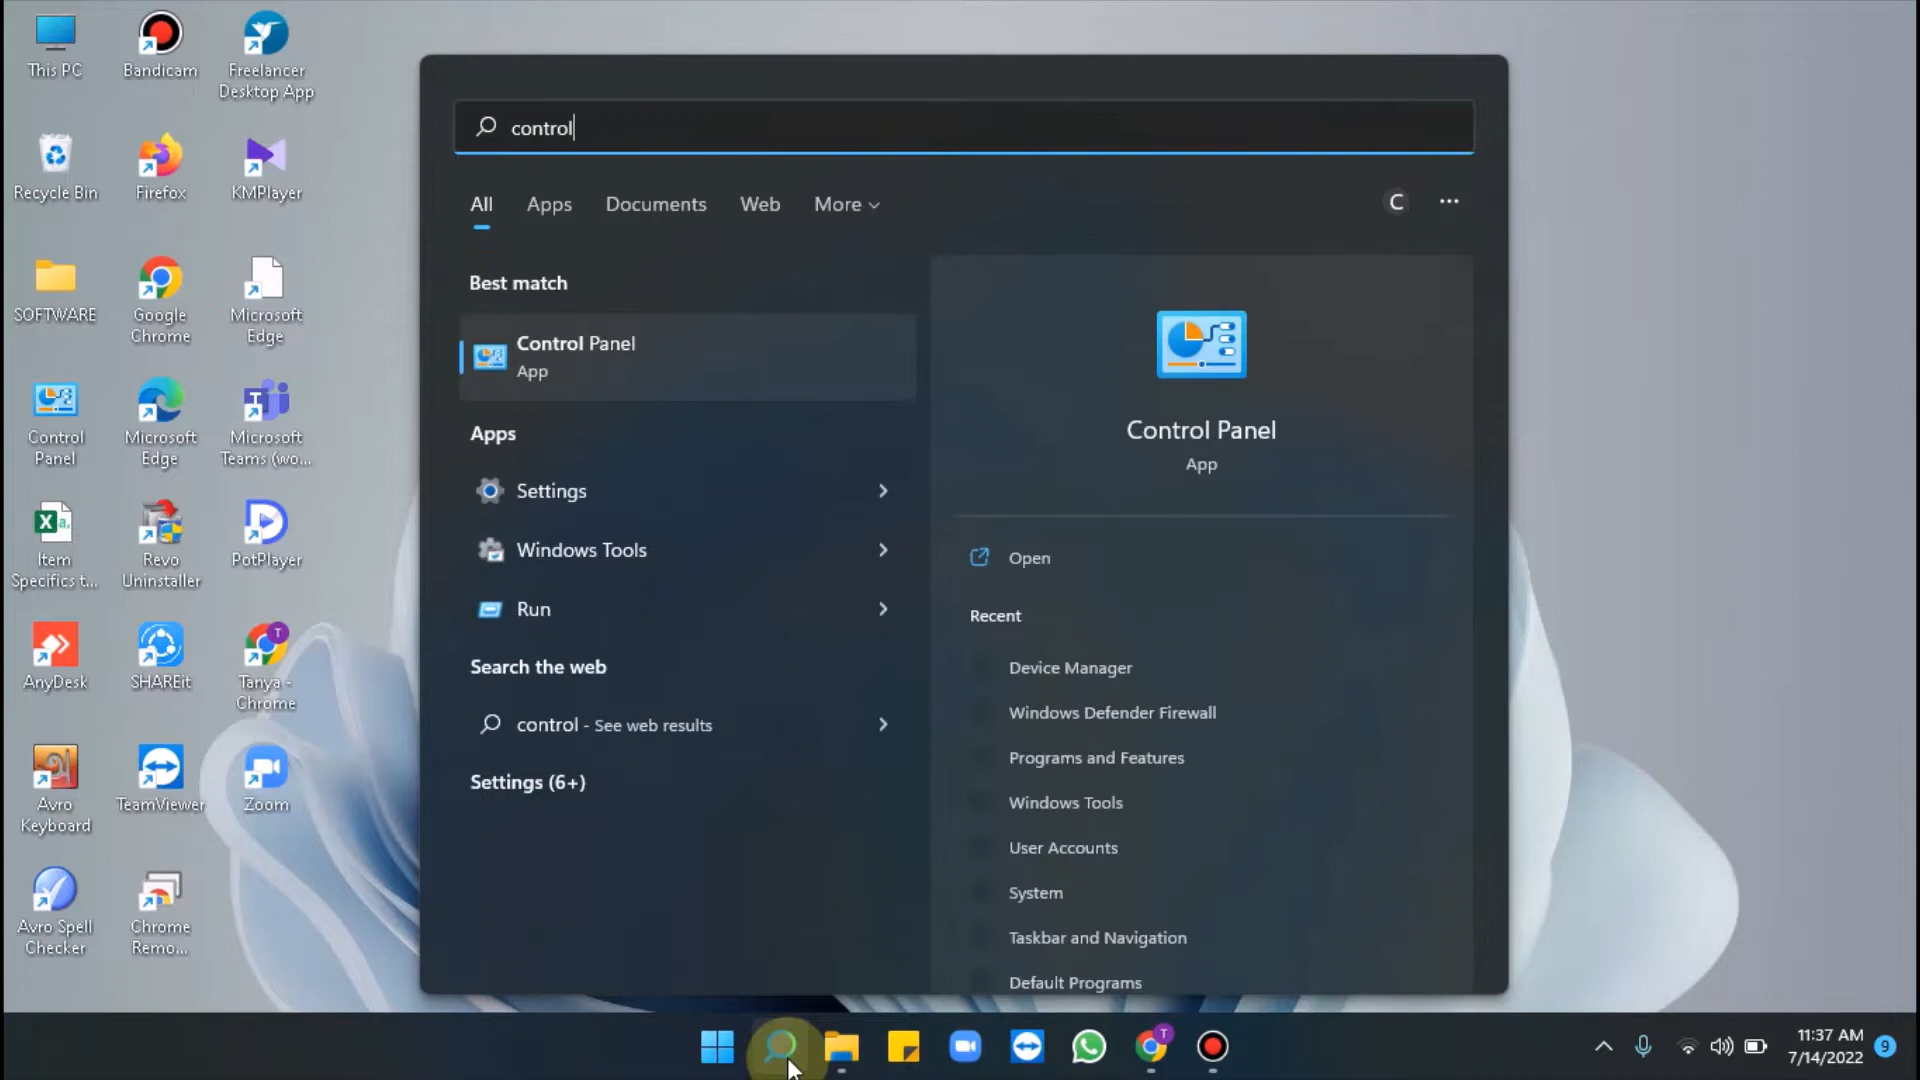 This PC
Bandicam
Freelancer
Desktop App
Recycle Bin
Firefox
KMPlayer
SOFTWARE
Google
Chrome
Microsoft
Edge
Control
Panel
Microsoft
Edge
Microsoft
Teams (wo...
Item
Specifics t...
Revo
Uninstaller
PotPlayer
AnyDesk
SHAREit
Tanya -
Chrome
Avro
Keyboard
TeamViewer
Zoom
Avro Spell
Checker
Chrome
Remo...
control
All
Apps
Documents
Web
More
C
Best match
Control Panel
App
Apps
Settings
Windows Tools
Run
Search the web
control - See web results
Settings (6+)
Control Panel
App
Open
Recent
Device Manager
Windows Defender Firewall
Programs and Features
Windows Tools
User Accounts
System
Taskbar and Navigation
Default Programs
T
T
11:37 AM
7/14/2022
9